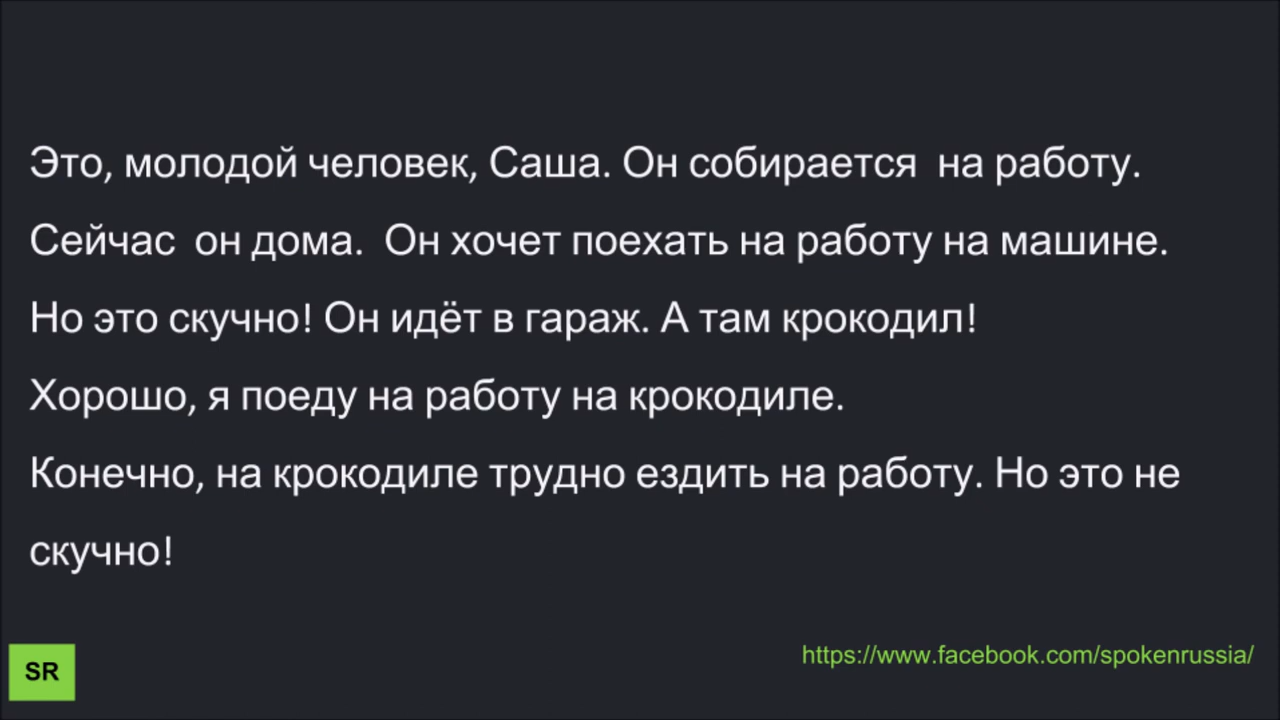 Это, молодой человек, Саша. Он собирается  на работу.
Сейчас  он дома.  Он хочет поехать на работу на машине.
Но это скучно! Он идёт в гараж. А там крокодил!
Хорошо, я поеду на работу на крокодиле.
Конечно, на крокодиле трудно ездить на работу. Но это не
скучно!
SR
https://www.facebook.com/spokenrussia/